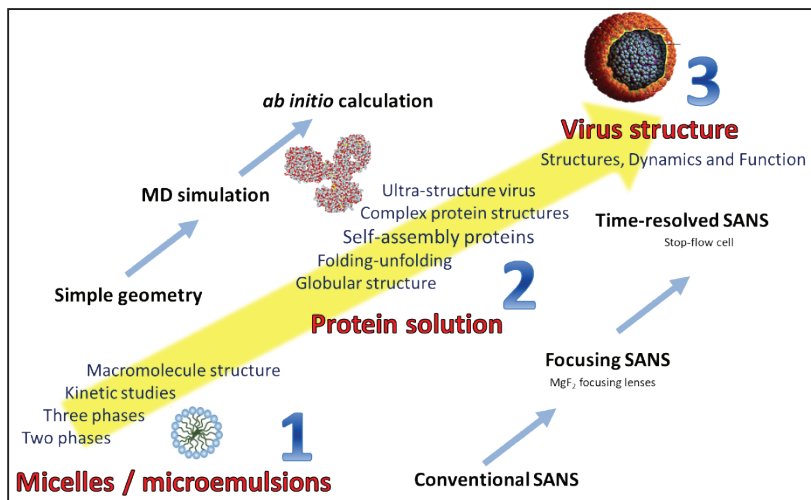 3
ab initio calculation
Virus structure
Structures, Dynamics and Function
MD simulation
Ultra-structure virus
Complex protein structures
Self-assembly proteins
Folding-unfolding
Globular structure
Time-resolved SANS
Stop-flow cell
Simple geometry
2
Protein solution
Macromolecule structure
Kinetic studies
Three phases
Two phases
Focusing SANS
MgF₂ focusing lenses
1
Micelles / microemulsions
Conventional SANS